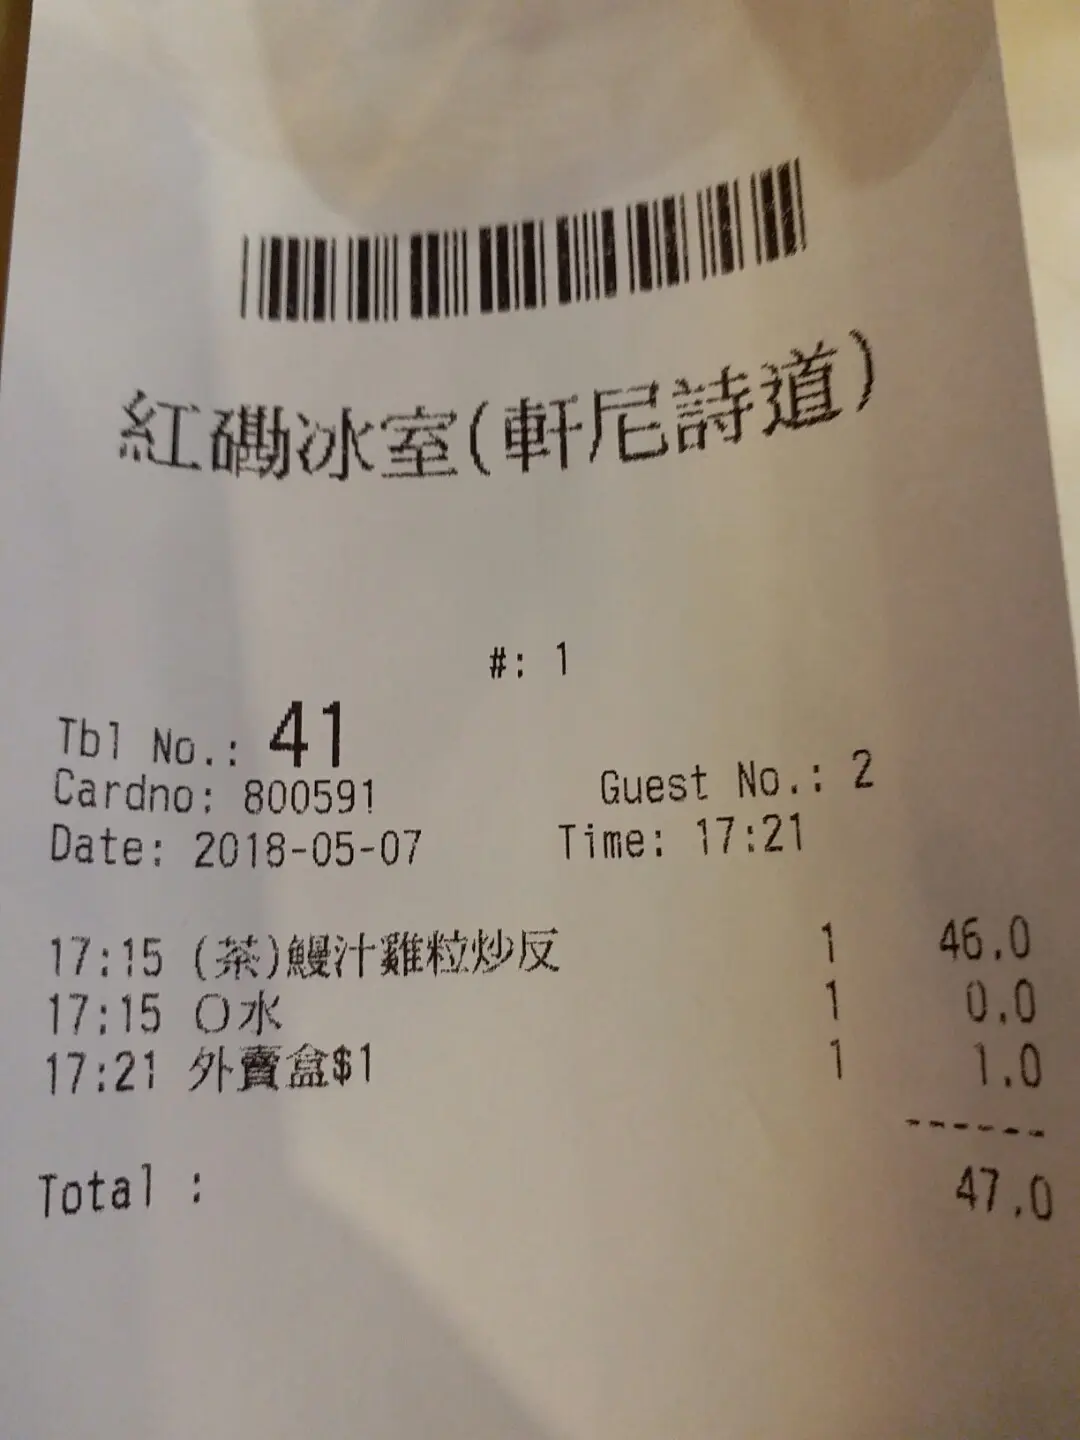 紅磡冰室(軒尼詩道)
#: 1
Tbl No.: 41
Cardno: 800591! Guest No.: 2
Date: 2018-05-07 Time: 17:21
17:15 (茶)鰻汁雞粒炒反 1 46.0
17:15 〇水 1 0.0
17:21 外賣盒$1 1 1.0
------
Total : 47.0